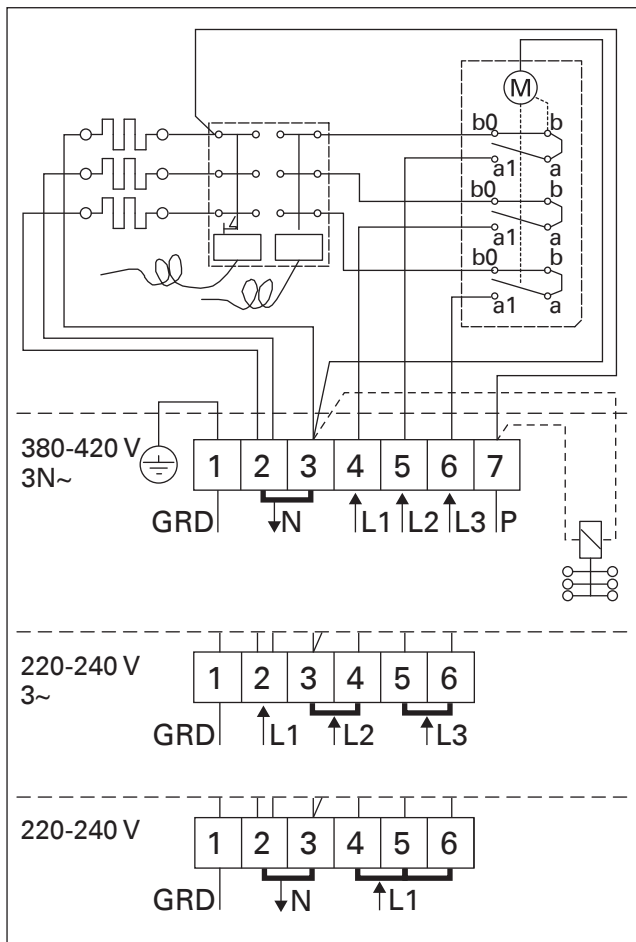 M
b0 b
a1 a
b0 b
a1 a
b0 b
a1 a
380-420 V
3N~
1 2 3 4 5 6 7
GRD N L1 L2 L3 P
220-240 V
3~
1 2 3 4 5 6
GRD L1 L2 L3
220-240 V
1 2 3 4 5 6
GRD N L1